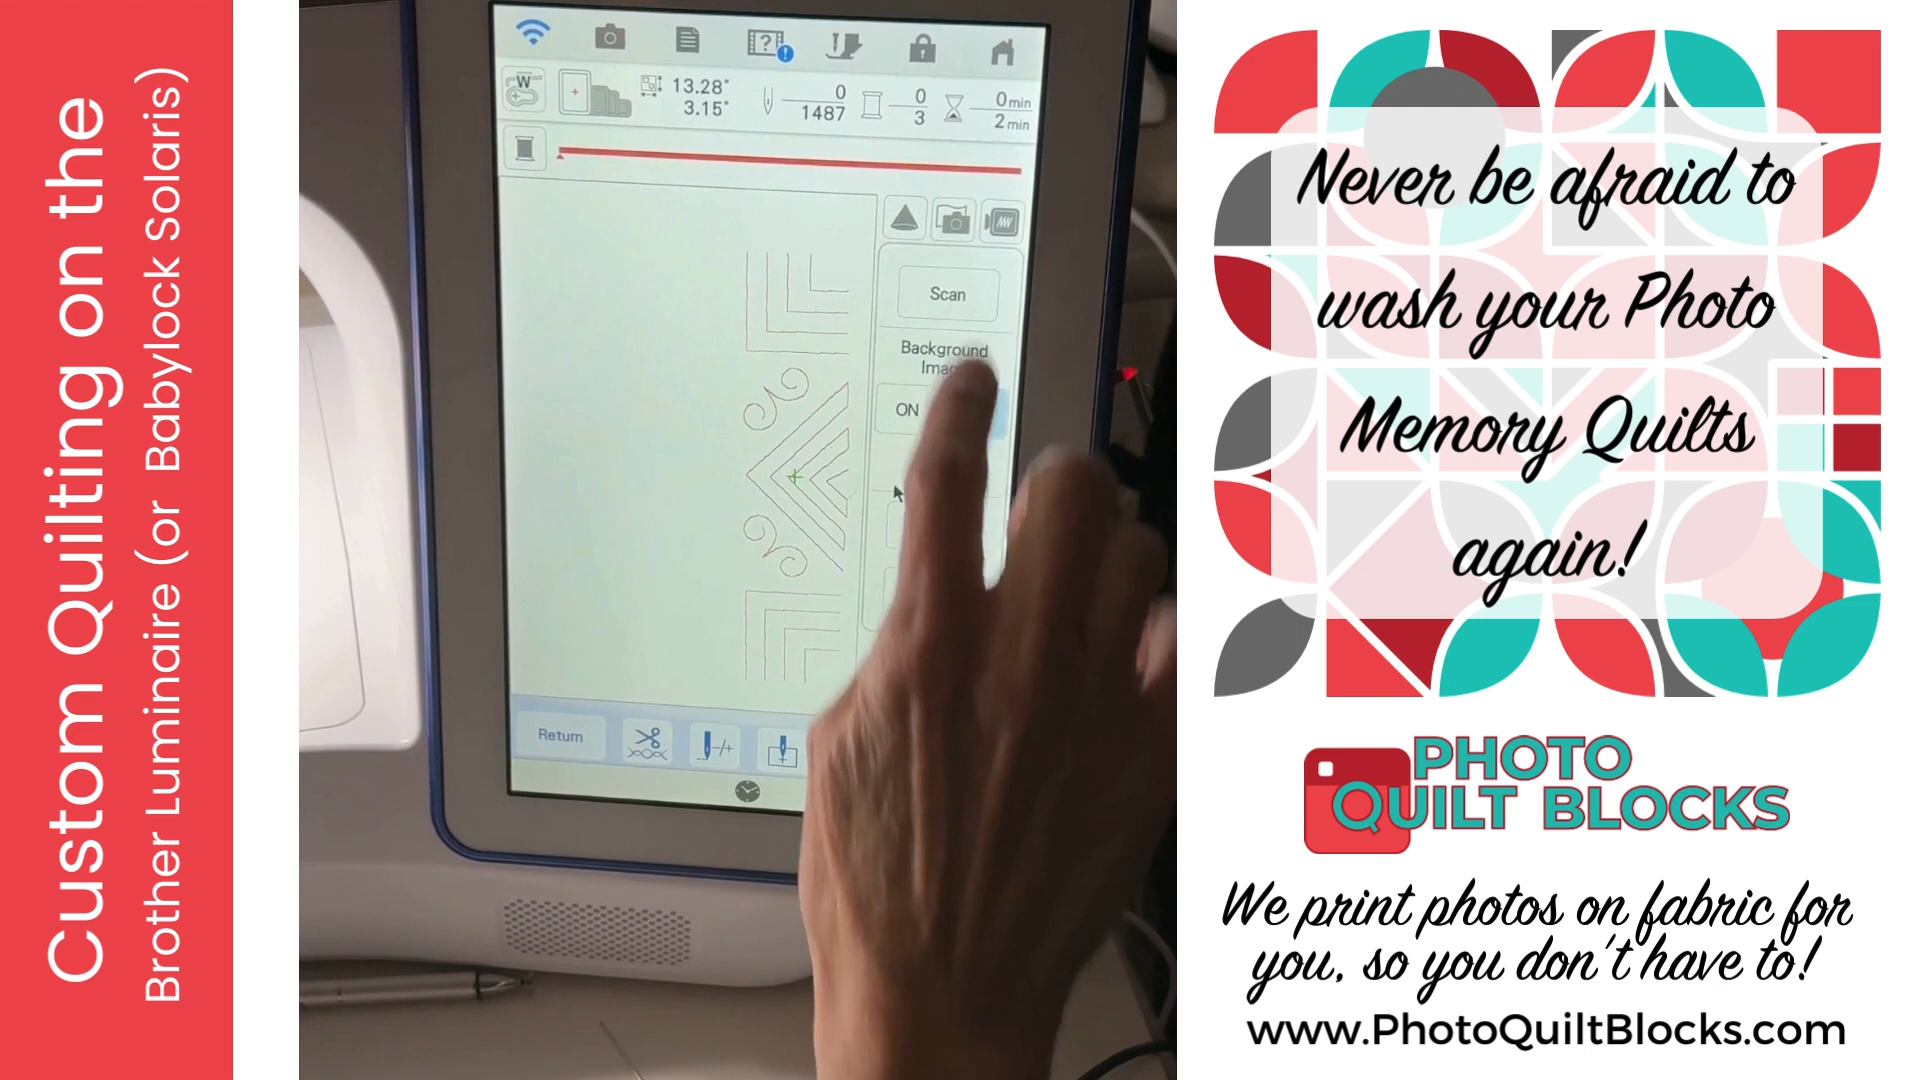 Custom Quilting on the
Brother Luminaire (or Babylock Solaris)
W
13.28"
3.15"
0
1487
0
3
0 min
2 min
Scan
Background
ON
Return
-/+
Never be afraid to
wash your Photo
Memory Quilts
again!
PHOTO
QUILT BLOCKS
We print photos on fabric for
you, so you don't have to!
www.PhotoQuiltBlocks.com